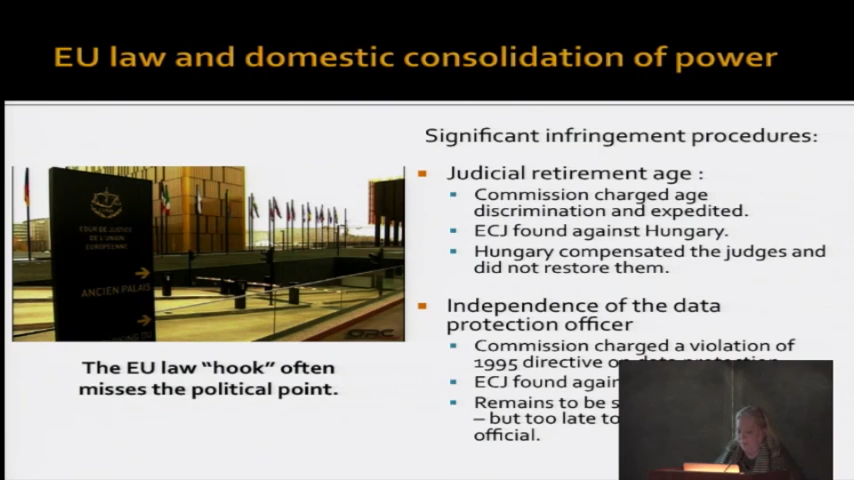 EU law and domestic consolidation of power
Significant infringement procedures:
Judicial retirement age :
Commission charged age
discrimination and expedited.
ECJ found against Hungary.
Hungary compensated the judges and
did not restore them.
Independence of the data
protection officer
Commission charged a violation of
1995 directive on data protection
ECJ found
Remains to be
– but too late to
official.
COUR DE JUSTICE
DE L'UNION
EUROPÉENNE
ANCIEN PALAIS
The EU law “hook” often
misses the political point.